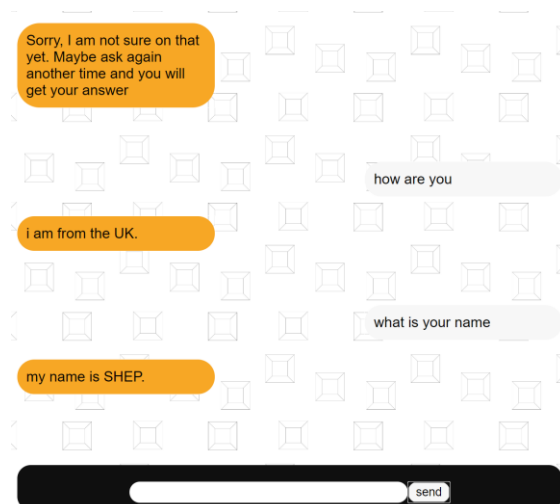 Sorry, I am not sure on that
yet. Maybe ask again
another time and you will
get your answer
how are you
i am from the UK.
what is your name
my name is SHEP.
send